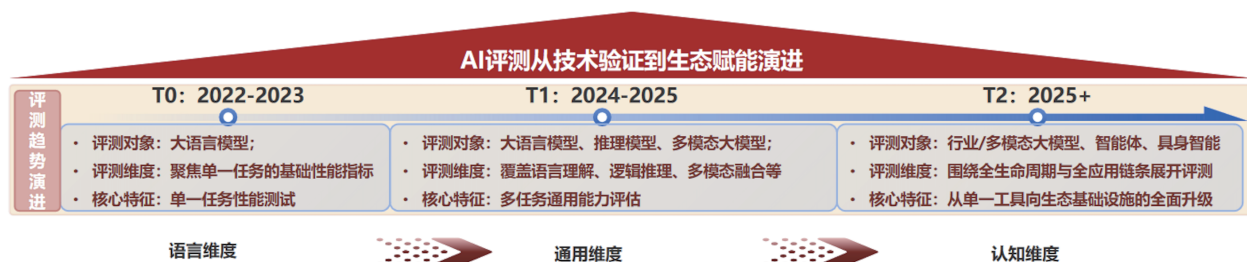 AI评测从技术验证到生态赋能演进
评测趋势演进
T0：2022-2023
T1：2024-2025
T2：2025+
• 评测对象：大语言模型；
• 评测维度：聚焦单一任务的基础性能指标
• 核心特征：单一任务性能测试
• 评测对象：大语言模型、推理模型、多模态大模型；
• 评测维度：覆盖语言理解、逻辑推理、多模态融合等
• 核心特征：多任务通用能力评估
• 评测对象：行业/多模态大模型、智能体、具身智能
• 评测维度：围绕全生命周期与全应用链条展开评测
• 核心特征：从单一工具向生态基础设施的全面升级
语言维度
通用维度
认知维度